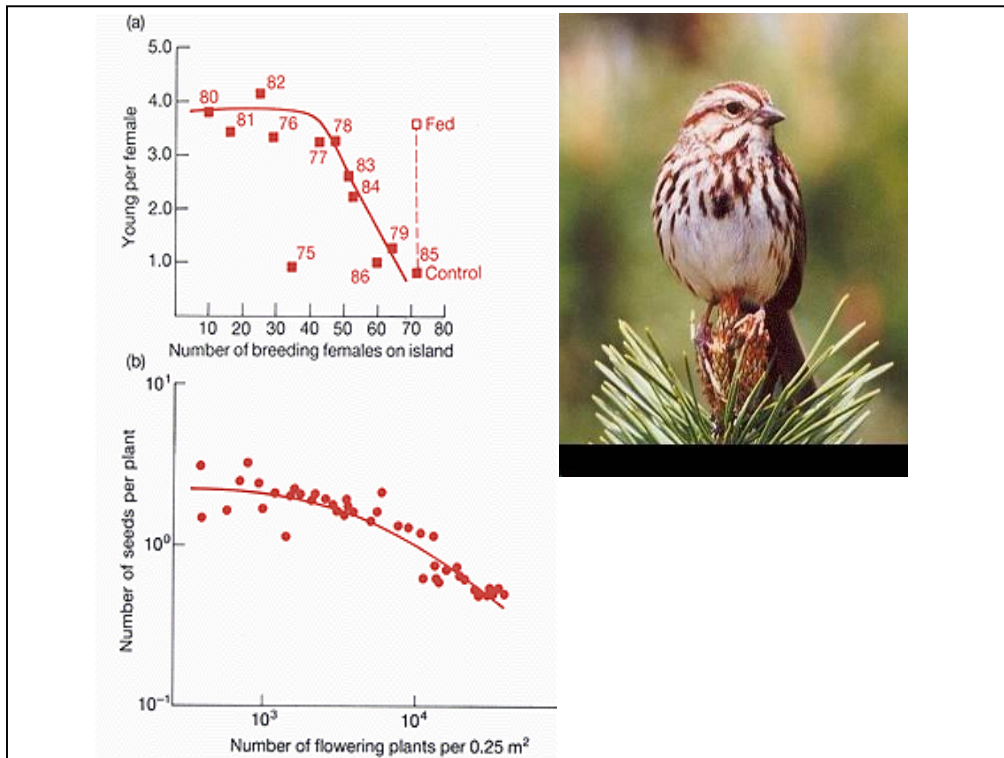 (a)
5.0
4.0
3.0
2.0
1.0
Young per female
80
82
81
76
77
78
83
84
79
75
86
85
Fed
Control
10 20 30 40 50 60 70 80
Number of breeding females on island
(b)
10¹
10⁰
10⁻¹
Number of seeds per plant
10³ 10⁴
Number of flowering plants per 0.25 m²